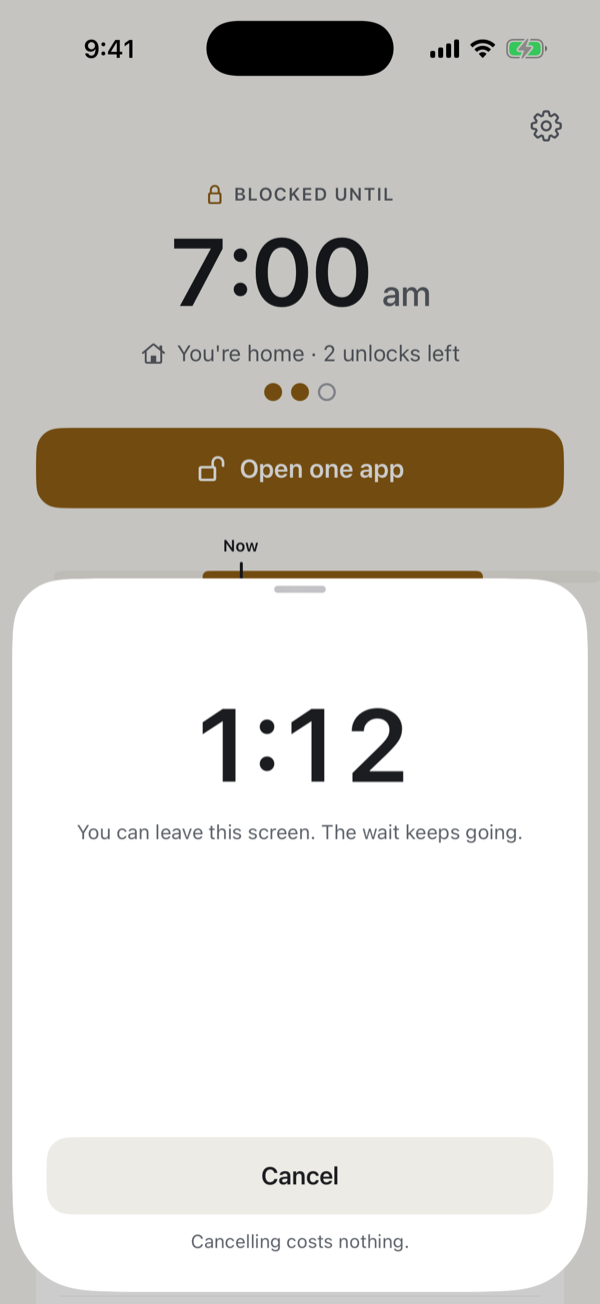 9:41
BLOCKED UNTIL
7:00 am
You're home · 2 unlocks left
Open one app
Now
1:12
You can leave this screen. The wait keeps going.
Cancel
Cancelling costs nothing.